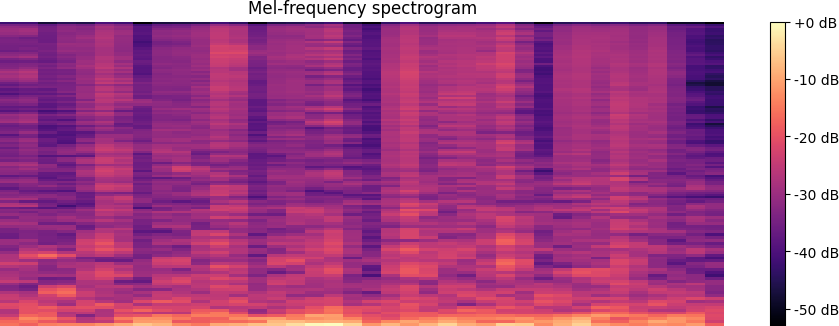 Mel-frequency spectrogram
+0 dB
-10 dB
-20 dB
-30 dB
-40 dB
-50 dB